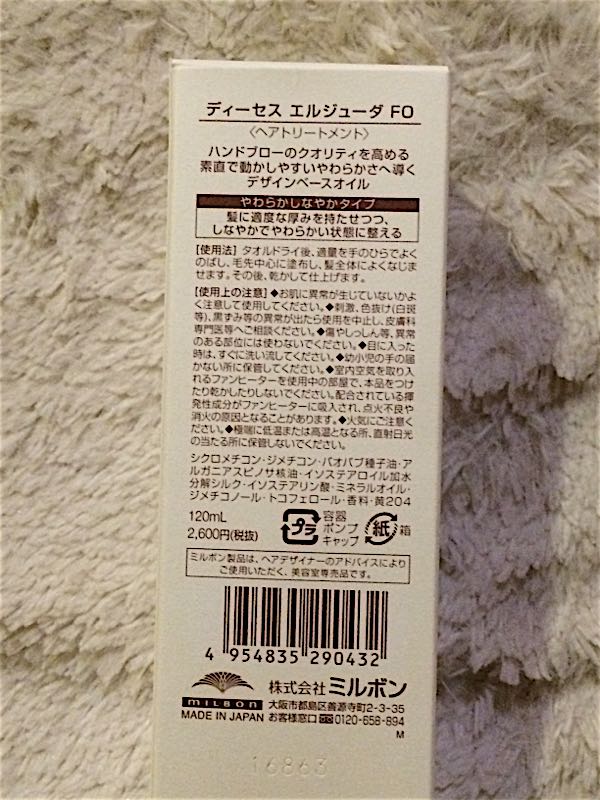 ディーセス エルジューダ FO
〈ヘアトリートメント〉
ハンドブローのクオリティを高める
素直で動かしやすいやわらかさへ導く
デザインベースオイル
やわらかしなやかタイプ
髪に適度な厚みを持たせつつ、
しなやかでやわらかい状態に整える
【使用法】タオルドライ後、適量を手のひらでよく
のばし、毛先中心に塗布し、髪全体によくなじま
せます。その後、乾かして仕上げます。
【使用上の注意】◆お肌に異常が生じていないかよ
く注意して使用してください。◆刺激、色抜け(白斑
等)、黒ずみ等の異常が出たら使用を中止し、皮膚科
専門医等へご相談ください。◆傷やしっしん等、異常
のある部位には使わないでください。◆目に入った
時は、すぐに洗い流してください。◆幼小児の手の届
かない所に保管してください。◆室内空気を取り入
れるファンヒーターを使用中の部屋で、本品をつけ
たり乾かしたりしないでください。配合されている揮
発性成分がファンヒーターに吸入され、点火不良や
消火の原因となることがあります。◆火気にご注意く
ださい。◆極端に低温または高温となる所、直射日光
の当たる所に保管しないでください。
シクロメチコン・ジメチコン・バオバブ種子油・ア
ルガニアスピノサ核油・イソステアロイル加水
分解シルク・イソステアリン酸・ミネラルオイル・
ジメチコノール・トコフェロール・香料・黄204
120mL
2,600円(税抜)
プラ
容器
ポンプ
キャップ
紙
箱
ミルボン製品は、ヘアデザイナーのアドバイスにより
ご使用いただく、美容室専売品です。
4 954835 290432
milbon
MADE IN JAPAN
株式会社 ミルボン
大阪市都島区善源寺町2-3-35
お客様窓口 0120-658-894
M
16863